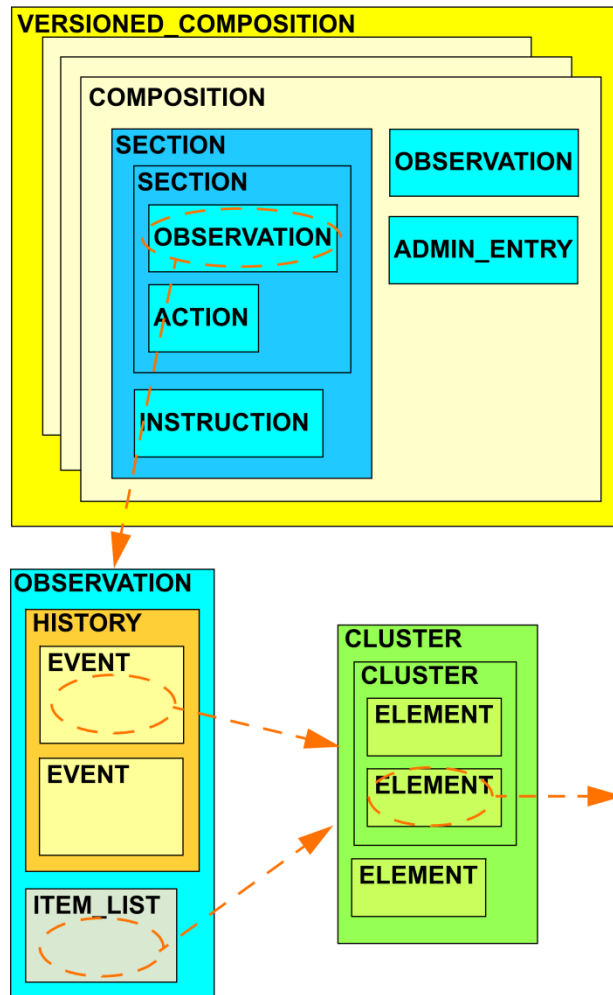 VERSIONED_COMPOSITION
COMPOSITION
SECTION
SECTION
OBSERVATION
ACTION
INSTRUCTION
OBSERVATION
ADMIN_ENTRY
OBSERVATION
HISTORY
EVENT
EVENT
ITEM_LIST
CLUSTER
CLUSTER
ELEMENT
ELEMENT
ELEMENT